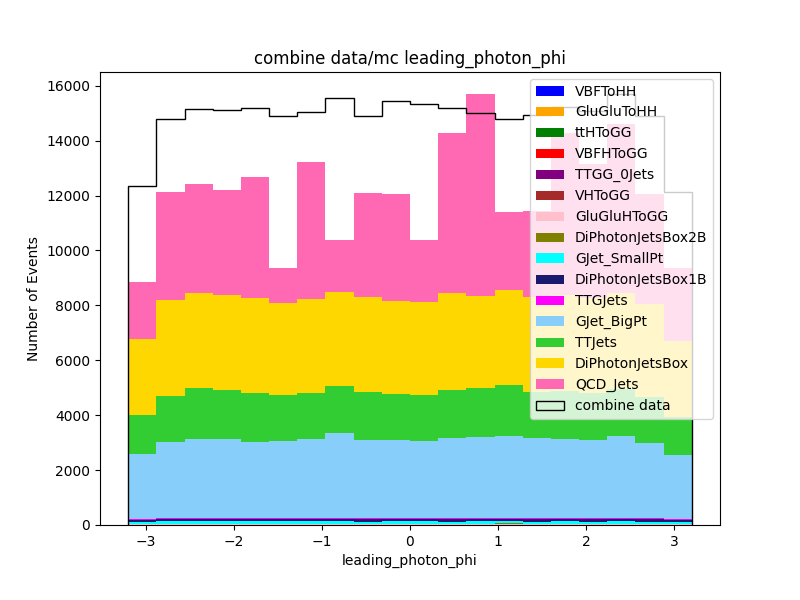 combine data/mc leading_photon_phi
Number of Events
16000
14000
12000
10000
8000
6000
4000
2000
0
−3
−2
−1
0
1
2
3
leading_photon_phi
VBFToHH
GluGluToHH
ttHToGG
VBFHToGG
TTGG_0Jets
VHToGG
GluGluHToGG
DiPhotonJetsBox2B
GJet_SmallPt
DiPhotonJetsBox1B
TTGJets
GJet_BigPt
TTJets
DiPhotonJetsBox
QCD_Jets
combine data